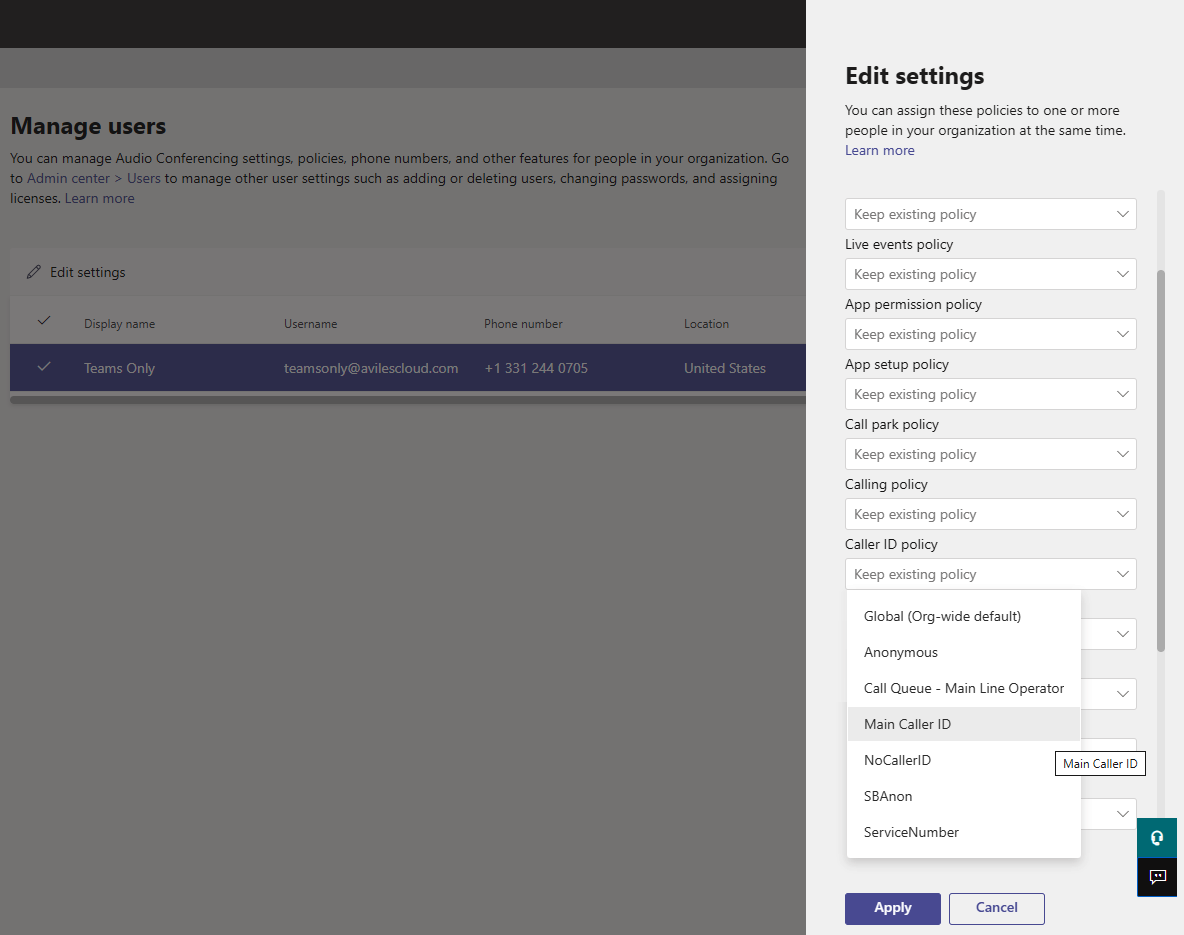 Manage users
You can manage Audio Conferencing settings, policies, phone numbers, and other features for people in your organization. Go
to Admin center > Users to manage other user settings such as adding or deleting users, changing passwords, and assigning
licenses. Learn more
Edit settings
Display name Username Phone number Location
Teams Only teamsonly@avilescloud.com +1 331 244 0705 United States
Edit settings
You can assign these policies to one or more
people in your organization at the same time.
Learn more
Keep existing policy
Live events policy
Keep existing policy
App permission policy
Keep existing policy
App setup policy
Keep existing policy
Call park policy
Keep existing policy
Calling policy
Keep existing policy
Caller ID policy
Keep existing policy
Global (Org-wide default)
Anonymous
Call Queue - Main Line Operator
Main Caller ID
NoCallerID
Main Caller ID
SBAnon
ServiceNumber
Apply Cancel